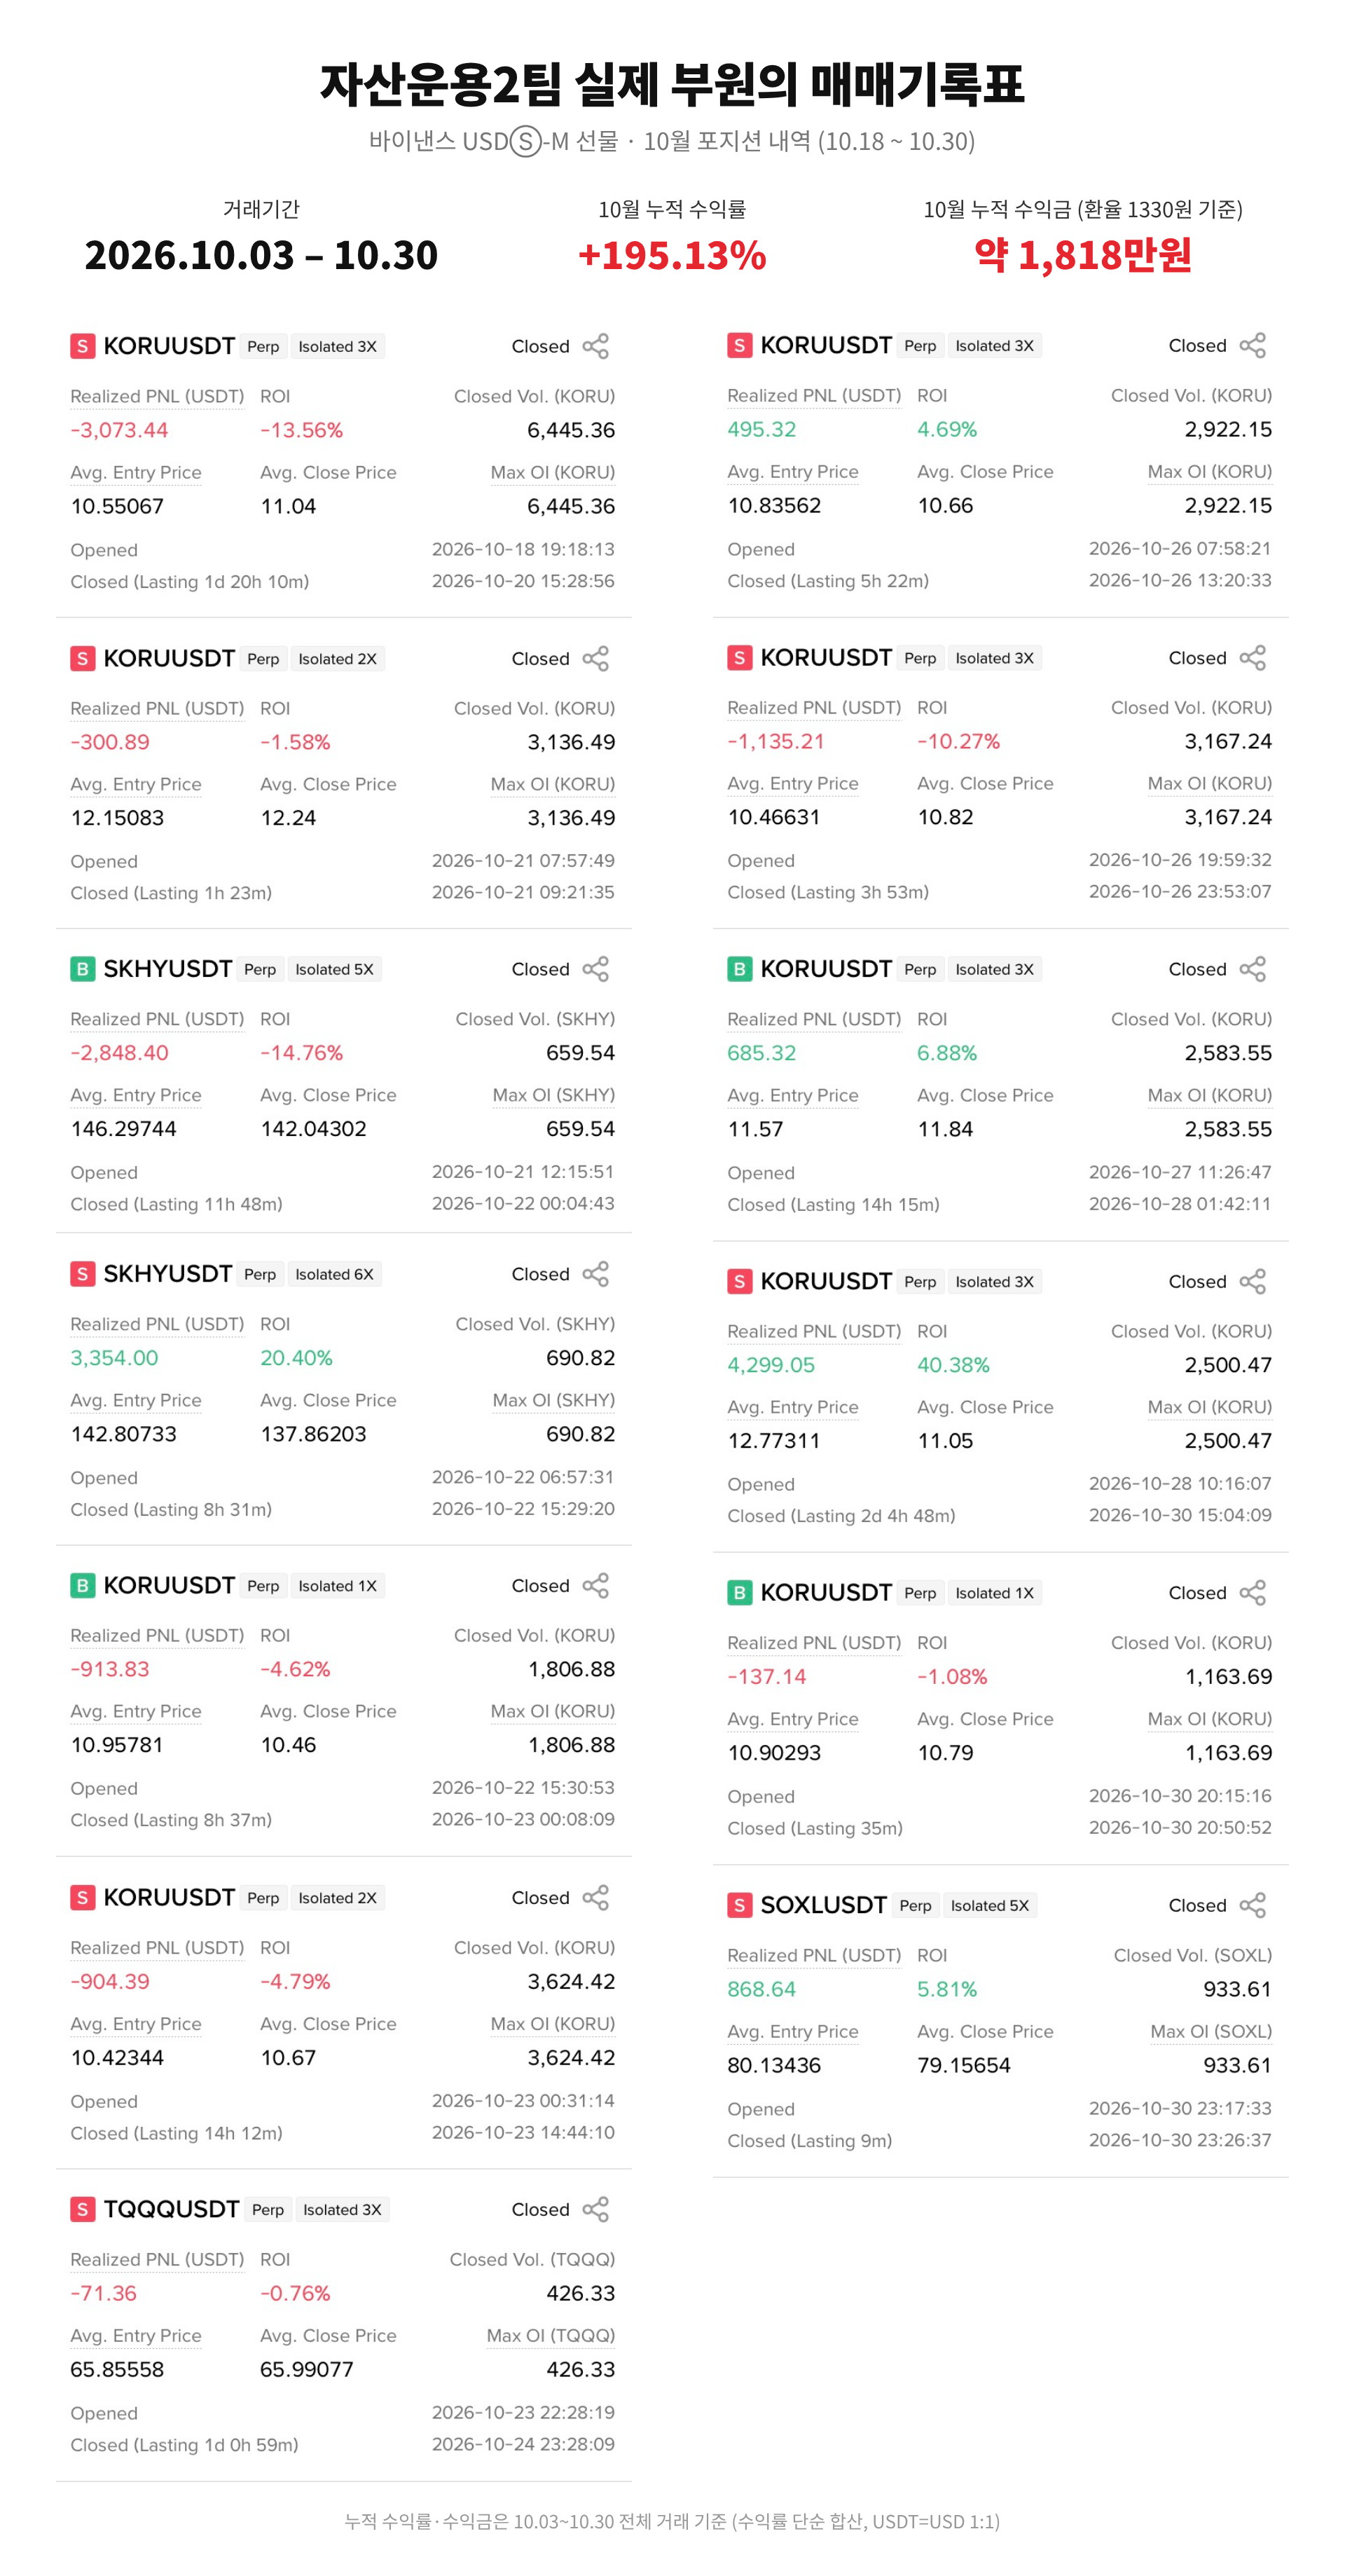 자산운용2팀 실제 부원의 매매기록표
바이낸스 USDⓈ-M 선물 · 10월 포지션 내역 (10.18 ~ 10.30)
거래기간
2026.10.03 – 10.30
10월 누적 수익률
+195.13%
10월 누적 수익금 (환율 1330원 기준)
약 1,818만원
S KORUUSDT Perp Isolated 3X Closed
Realized PNL (USDT) ROI Closed Vol. (KORU)
-3,073.44 -13.56% 6,445.36
Avg. Entry Price Avg. Close Price Max OI (KORU)
10.55067 11.04 6,445.36
Opened 2026-10-18 19:18:13
Closed (Lasting 1d 20h 10m) 2026-10-20 15:28:56
S KORUUSDT Perp Isolated 2X Closed
Realized PNL (USDT) ROI Closed Vol. (KORU)
-300.89 -1.58% 3,136.49
Avg. Entry Price Avg. Close Price Max OI (KORU)
12.15083 12.24 3,136.49
Opened 2026-10-21 07:57:49
Closed (Lasting 1h 23m) 2026-10-21 09:21:35
B SKHYUSDT Perp Isolated 5X Closed
Realized PNL (USDT) ROI Closed Vol. (SKHY)
-2,848.40 -14.76% 659.54
Avg. Entry Price Avg. Close Price Max OI (SKHY)
146.29744 142.04302 659.54
Opened 2026-10-21 12:15:51
Closed (Lasting 11h 48m) 2026-10-22 00:04:43
S SKHYUSDT Perp Isolated 6X Closed
Realized PNL (USDT) ROI Closed Vol. (SKHY)
3,354.00 20.40% 690.82
Avg. Entry Price Avg. Close Price Max OI (SKHY)
142.80733 137.86203 690.82
Opened 2026-10-22 06:57:31
Closed (Lasting 8h 31m) 2026-10-22 15:29:20
B KORUUSDT Perp Isolated 1X Closed
Realized PNL (USDT) ROI Closed Vol. (KORU)
-913.83 -4.62% 1,806.88
Avg. Entry Price Avg. Close Price Max OI (KORU)
10.95781 10.46 1,806.88
Opened 2026-10-22 15:30:53
Closed (Lasting 8h 37m) 2026-10-23 00:08:09
S KORUUSDT Perp Isolated 2X Closed
Realized PNL (USDT) ROI Closed Vol. (KORU)
-904.39 -4.79% 3,624.42
Avg. Entry Price Avg. Close Price Max OI (KORU)
10.42344 10.67 3,624.42
Opened 2026-10-23 00:31:14
Closed (Lasting 14h 12m) 2026-10-23 14:44:10
S TQQQUSDT Perp Isolated 3X Closed
Realized PNL (USDT) ROI Closed Vol. (TQQQ)
-71.36 -0.76% 426.33
Avg. Entry Price Avg. Close Price Max OI (TQQQ)
65.85558 65.99077 426.33
Opened 2026-10-23 22:28:19
Closed (Lasting 1d 0h 59m) 2026-10-24 23:28:09
S KORUUSDT Perp Isolated 3X Closed
Realized PNL (USDT) ROI Closed Vol. (KORU)
495.32 4.69% 2,922.15
Avg. Entry Price Avg. Close Price Max OI (KORU)
10.83562 10.66 2,922.15
Opened 2026-10-26 07:58:21
Closed (Lasting 5h 22m) 2026-10-26 13:20:33
S KORUUSDT Perp Isolated 3X Closed
Realized PNL (USDT) ROI Closed Vol. (KORU)
-1,135.21 -10.27% 3,167.24
Avg. Entry Price Avg. Close Price Max OI (KORU)
10.46631 10.82 3,167.24
Opened 2026-10-26 19:59:32
Closed (Lasting 3h 53m) 2026-10-26 23:53:07
B KORUUSDT Perp Isolated 3X Closed
Realized PNL (USDT) ROI Closed Vol. (KORU)
685.32 6.88% 2,583.55
Avg. Entry Price Avg. Close Price Max OI (KORU)
11.57 11.84 2,583.55
Opened 2026-10-27 11:26:47
Closed (Lasting 14h 15m) 2026-10-28 01:42:11
S KORUUSDT Perp Isolated 3X Closed
Realized PNL (USDT) ROI Closed Vol. (KORU)
4,299.05 40.38% 2,500.47
Avg. Entry Price Avg. Close Price Max OI (KORU)
12.77311 11.05 2,500.47
Opened 2026-10-28 10:16:07
Closed (Lasting 2d 4h 48m) 2026-10-30 15:04:09
B KORUUSDT Perp Isolated 1X Closed
Realized PNL (USDT) ROI Closed Vol. (KORU)
-137.14 -1.08% 1,163.69
Avg. Entry Price Avg. Close Price Max OI (KORU)
10.90293 10.79 1,163.69
Opened 2026-10-30 20:15:16
Closed (Lasting 35m) 2026-10-30 20:50:52
S SOXLUSDT Perp Isolated 5X Closed
Realized PNL (USDT) ROI Closed Vol. (SOXL)
868.64 5.81% 933.61
Avg. Entry Price Avg. Close Price Max OI (SOXL)
80.13436 79.15654 933.61
Opened 2026-10-30 23:17:33
Closed (Lasting 9m) 2026-10-30 23:26:37
누적 수익률·수익금은 10.03~10.30 전체 거래 기준 (수익률 단순 합산, USDT=USD 1:1)